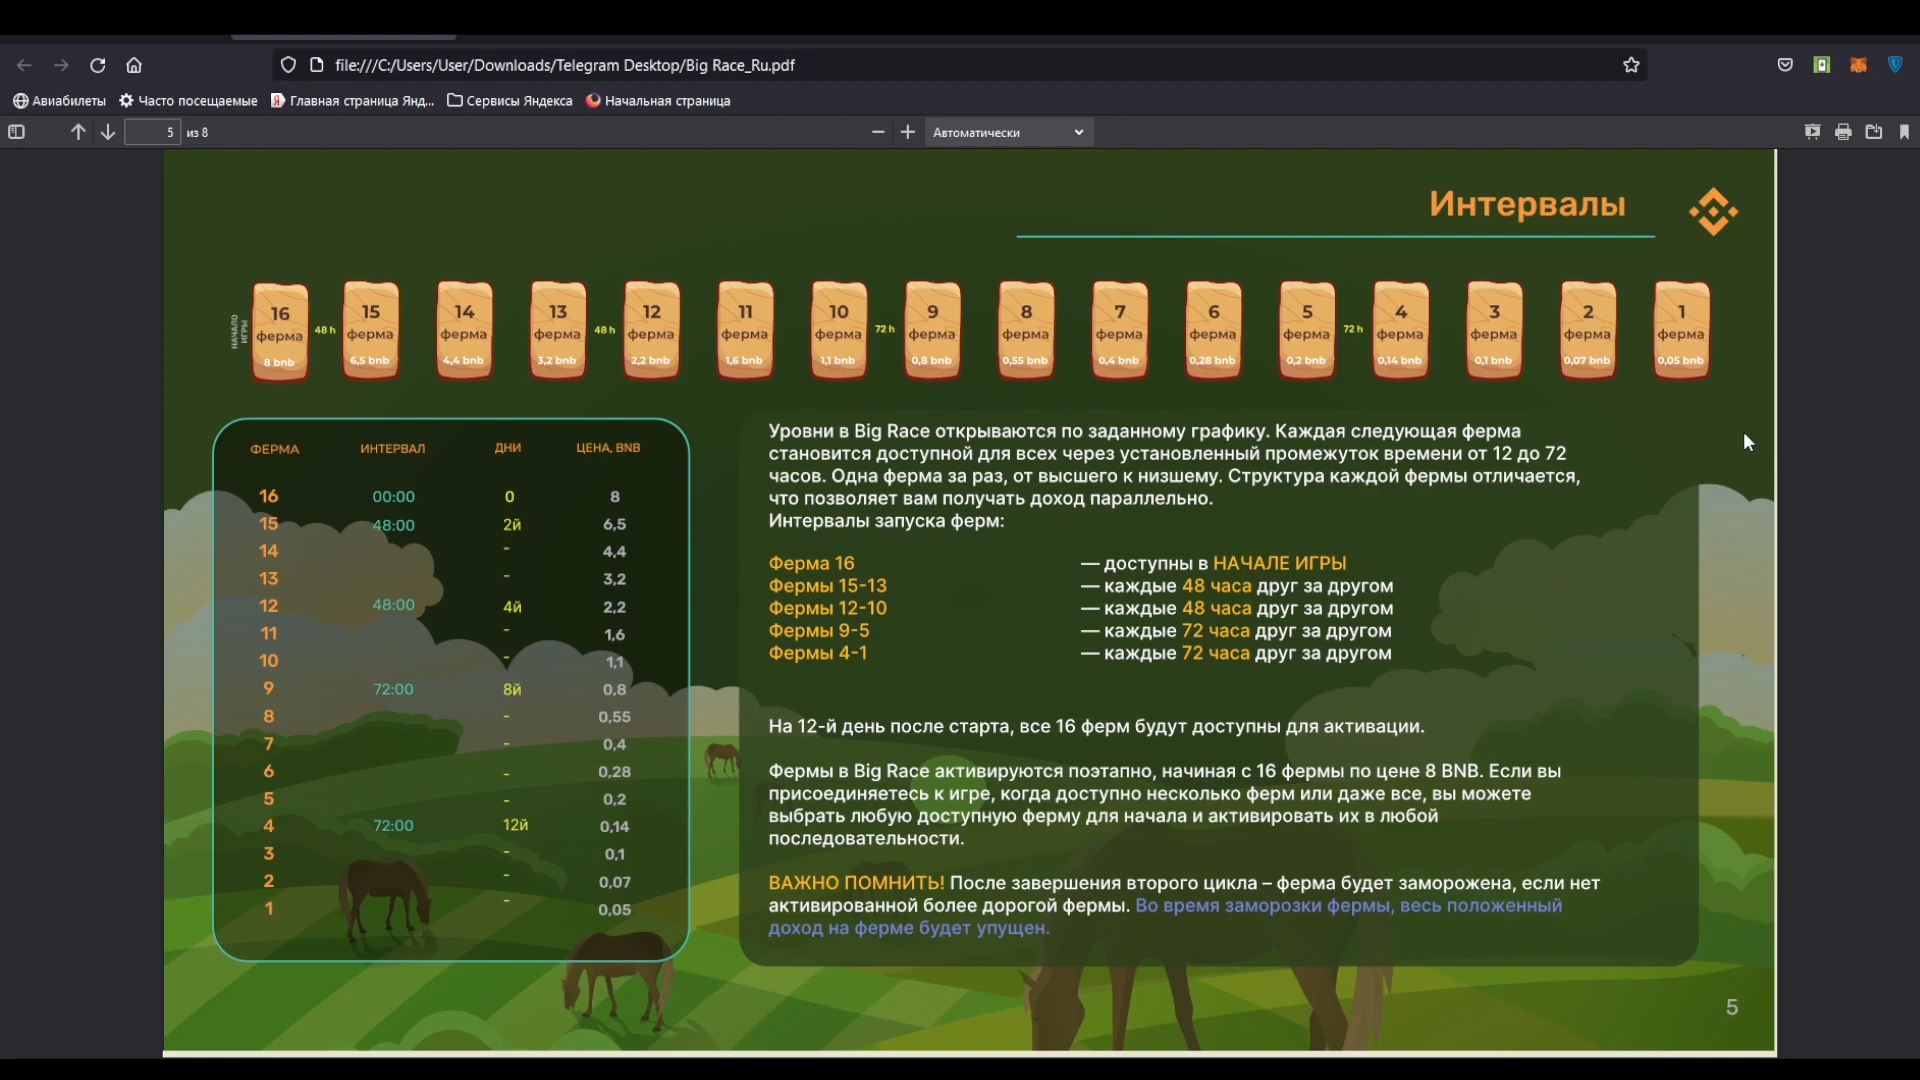 file:///C:/Users/User/Downloads/Telegram Desktop/Big Race_Ru.pdf
Авиабилеты Часто посещаемые Главная страница Янд... Сервисы Яндекса Начальная страница
5 из 8 Автоматически
Интервалы
НАЧАЛО ИГРЫ
16 ферма 8 bnb
48 h
15 ферма 6,5 bnb
14 ферма 4,4 bnb
13 ферма 3,2 bnb
48 h
12 ферма 2,2 bnb
11 ферма 1,6 bnb
10 ферма 1,1 bnb
72 h
9 ферма 0,8 bnb
8 ферма 0,55 bnb
7 ферма 0,4 bnb
6 ферма 0,28 bnb
5 ферма 0,2 bnb
72 h
4 ферма 0,14 bnb
3 ферма 0,1 bnb
2 ферма 0,07 bnb
1 ферма 0,05 bnb
ФЕРМА ИНТЕРВАЛ ДНИ ЦЕНА, BNB
16 00:00 0 8
15 48:00 2й 6,5
14 - 4,4
13 - 3,2
12 48:00 4й 2,2
11 - 1,6
10 - 1,1
9 72:00 8й 0,8
8 - 0,55
7 - 0,4
6 - 0,28
5 - 0,2
4 72:00 12й 0,14
3 - 0,1
2 - 0,07
1 - 0,05
Уровни в Big Race открываются по заданному графику. Каждая следующая ферма
становится доступной для всех через установленный промежуток времени от 12 до 72
часов. Одна ферма за раз, от высшего к низшему. Структура каждой фермы отличается,
что позволяет вам получать доход параллельно.
Интервалы запуска ферм:
Ферма 16 — доступны в НАЧАЛЕ ИГРЫ
Фермы 15-13 — каждые 48 часа друг за другом
Фермы 12-10 — каждые 48 часа друг за другом
Фермы 9-5 — каждые 72 часа друг за другом
Фермы 4-1 — каждые 72 часа друг за другом
На 12-й день после старта, все 16 ферм будут доступны для активации.
Фермы в Big Race активируются поэтапно, начиная с 16 фермы по цене 8 BNB. Если вы
присоединяетесь к игре, когда доступно несколько ферм или даже все, вы можете
выбрать любую доступную ферму для начала и активировать их в любой
последовательности.
ВАЖНО ПОМНИТЬ! После завершения второго цикла – ферма будет заморожена, если нет
активированной более дорогой фермы. Во время заморозки фермы, весь положенный
доход на ферме будет упущен.
5